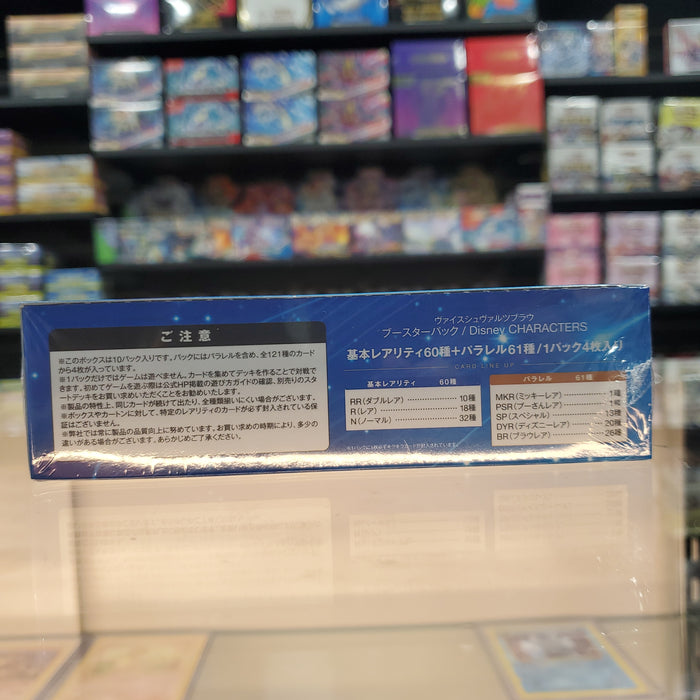 ご注意
※このボックスは10パック入りです。パックにはパラレルを含め、全121種のカード
から4枚が入っています。
※1パックだけではゲームは遊べません。カードを集めてデッキを作ることで対戦
できます。初めてゲームを遊ぶ際は公式HP掲載の遊び方ガイドの確認、別売りのスタ
ートデッキをお買い求めいただくことをお勧めいたします。
※製品の特性上、同じカードが続けて出たり、全種類揃いにくい場合がございます。
※ボックスやカートンに対して、特定のレアリティのカードが必ず封入されている保
証はございません。
※弊社では常に製品の品質向上に努めています。お買い求めの時期により、多少の
違いがある場合がございます。あらかじめご了承ください。
ヴァイスシュヴァルツブラウ
ブースターパック / Disney CHARACTERS
基本レアリティ60種+パラレル61種/1パック4枚入り
CARD LINE UP
基本レアリティ 60種
RR(ダブルレア) 10種
R(レア) 18種
N(ノーマル) 32種
パラレル 61種
MKR(ミッキーレア) 1種
PSR(プーさんレア) 1種
SP(スペシャル) 13種
DYR(ディズニーレア) 20種
BR(ブラウレア) 26種